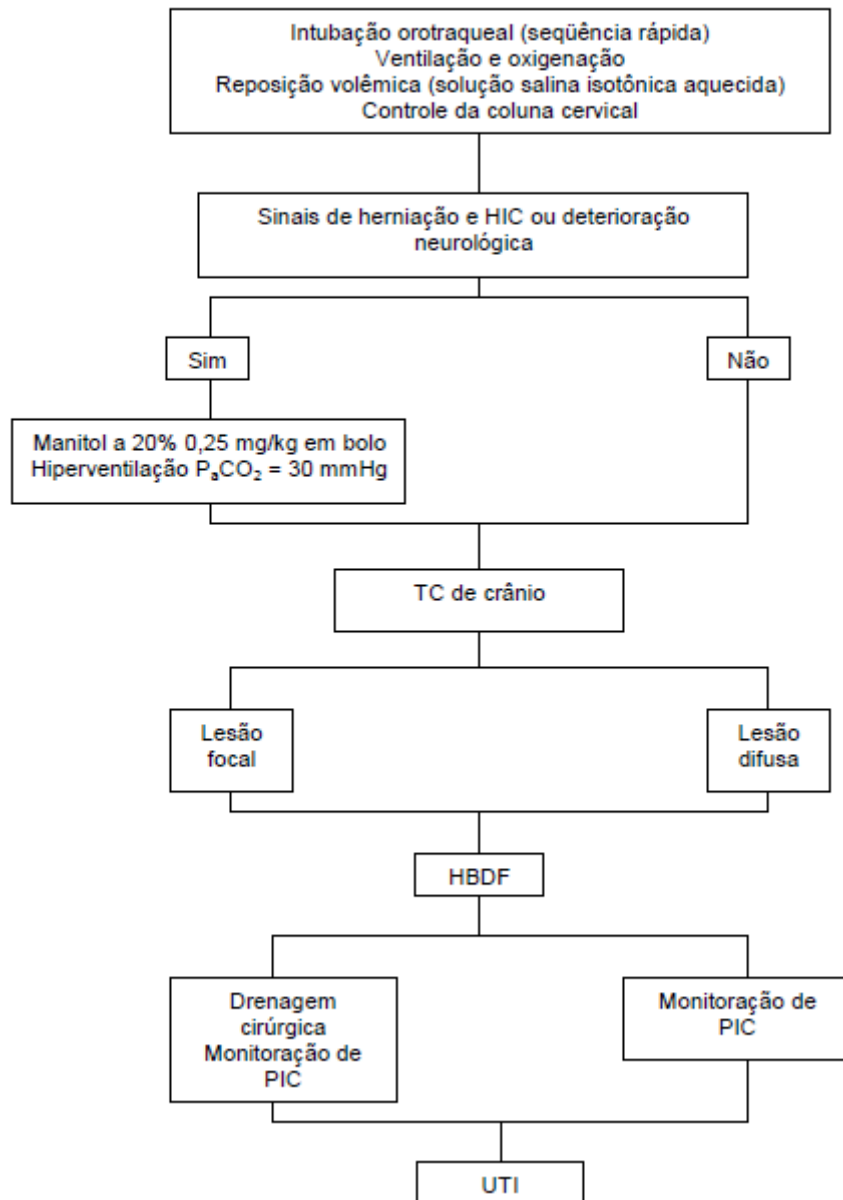 Intubação orotraqueal (seqüência rápida)
Ventilação e oxigenação
Reposição volêmica (solução salina isotônica aquecida)
Controle da coluna cervical
Sinais de herniação e HIC ou deterioração
neurológica
Sim
Não
Manitol a 20% 0,25 mg/kg em bolo
Hiperventilação PaCO₂ = 30 mmHg
TC de crânio
Lesão
focal
Lesão
difusa
HBDF
Drenagem
cirúrgica
Monitoração de
PIC
Monitoração de
PIC
UTI